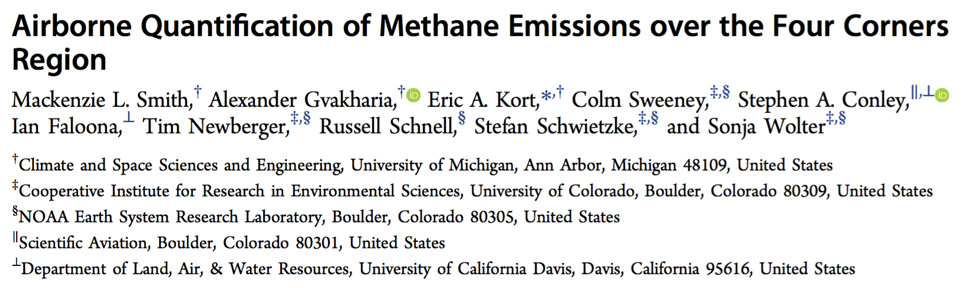 Airborne Quantification of Methane Emissions over the Four Corners
Region
Mackenzie L. Smith,† Alexander Gvakharia,† iD Eric A. Kort,*,† Colm Sweeney,‡,§ Stephen A. Conley,∥,⊥ iD
Ian Faloona,⊥ Tim Newberger,‡,§ Russell Schnell,§ Stefan Schwietzke,‡,§ and Sonja Wolter‡,§
†Climate and Space Sciences and Engineering, University of Michigan, Ann Arbor, Michigan 48109, United States
‡Cooperative Institute for Research in Environmental Sciences, University of Colorado, Boulder, Colorado 80309, United States
§NOAA Earth System Research Laboratory, Boulder, Colorado 80305, United States
∥Scientific Aviation, Boulder, Colorado 80301, United States
⊥Department of Land, Air, & Water Resources, University of California Davis, Davis, California 95616, United States